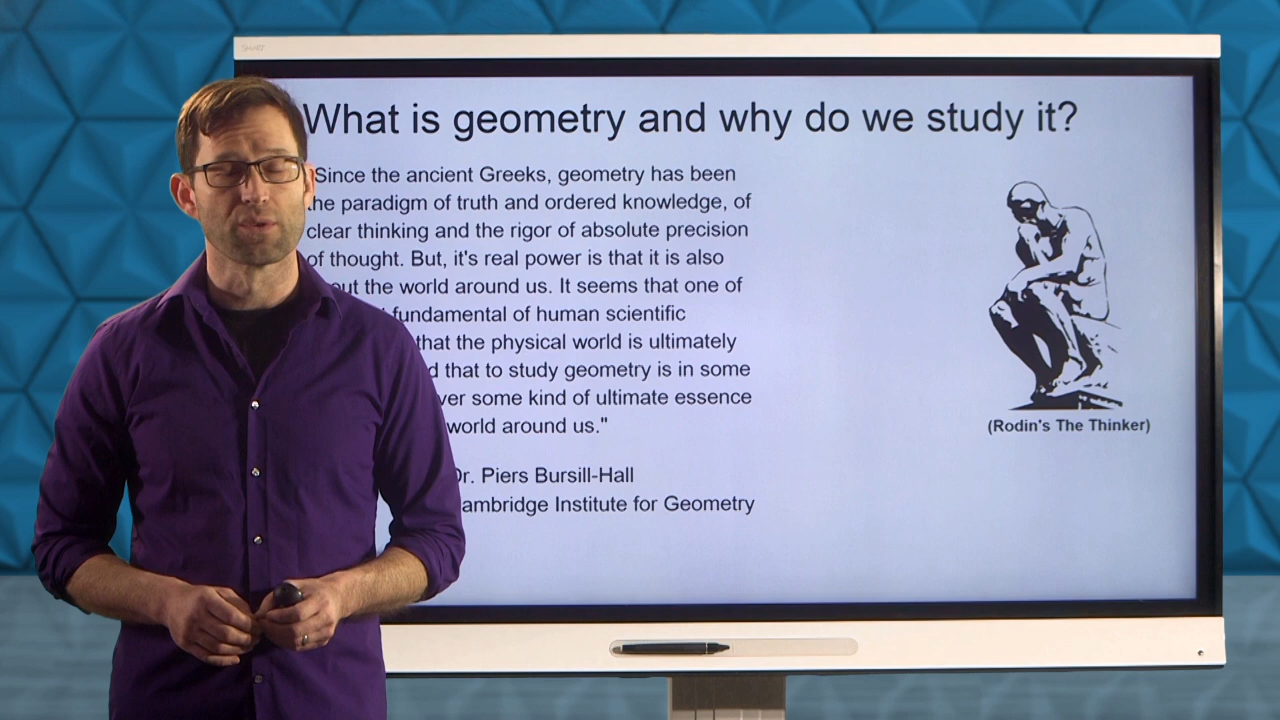 SMART
What is geometry and why do we study it?
Since the ancient Greeks, geometry has been
the paradigm of truth and ordered knowledge, of
clear thinking and the rigor of absolute precision
of thought. But, it's real power is that it is also
the world around us. It seems that one of
fundamental of human scientific
that the physical world is ultimately
that to study geometry is in some
some kind of ultimate essence
world around us."
Dr. Piers Bursill-Hall
Institute for Geometry
(Rodin's The Thinker)